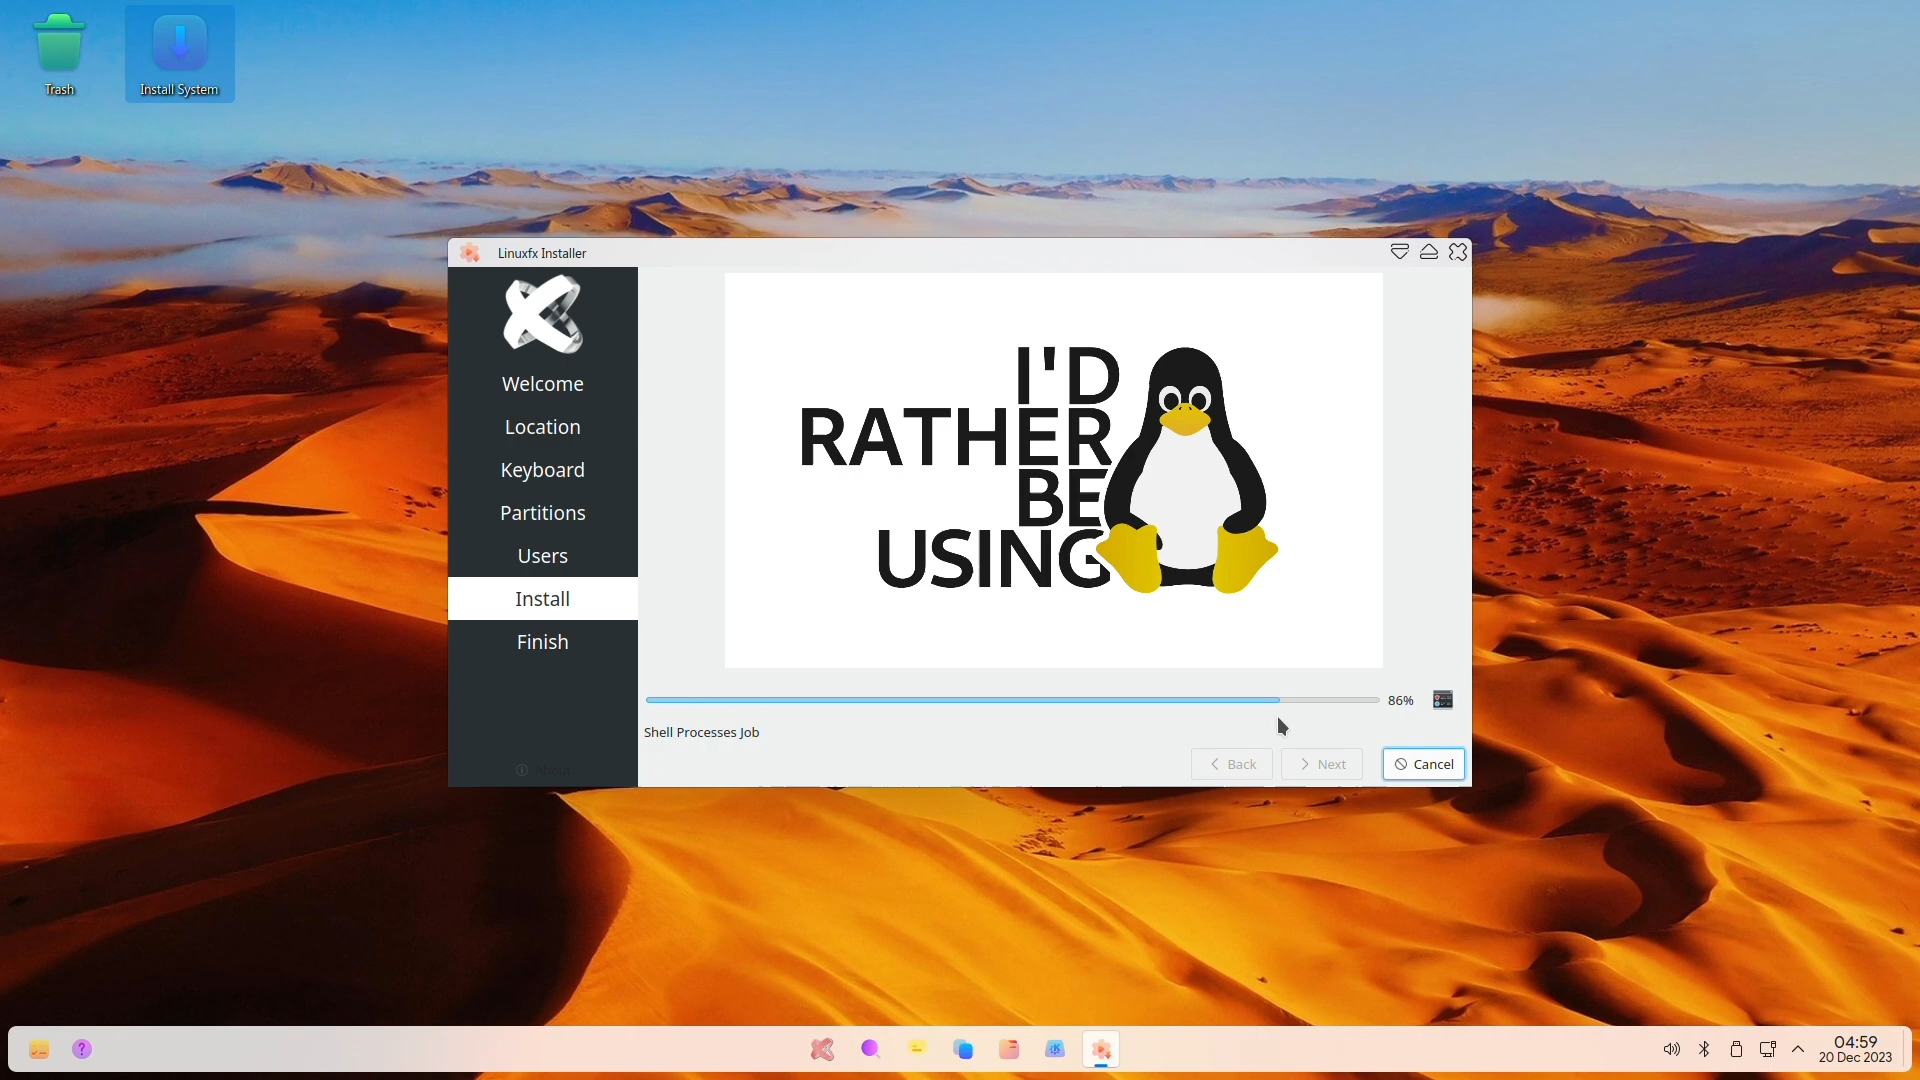 Trash
Install System
Linuxfx Installer
Welcome
Location
Keyboard
Partitions
Users
Install
Finish
About
I'D
RATHER
BE
USING
86%
Shell Processes Job
Back
Next
Cancel
04:59
20 Dec 2023